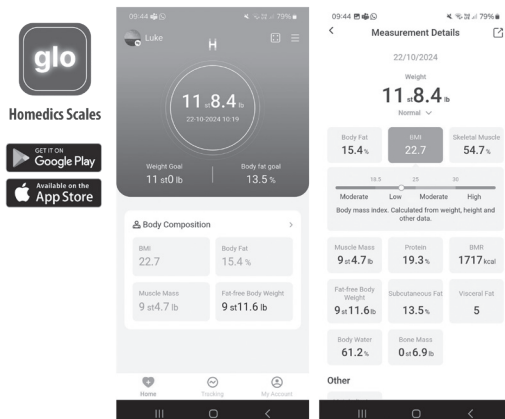 glo
Homedics Scales
GET IT ON
Google Play
Available on the
App Store
09:44
79%
Luke
H
11 st 8.4 lb
22-10-2024 10:19
Weight Goal
11 st0 lb
Body fat goal
13.5 %
Body Composition
BMI
22.7
Body Fat
15.4 %
Muscle Mass
9 st4.7 lb
Fat-free Body Weight
9 st11.6 lb
Home
Tracking
My Account
09:44
79%
Measurement Details
22/10/2024
Weight
11 st 8.4 lb
Normal
Body Fat
15.4 %
BMI
22.7
Skeletal Muscle
54.7 %
18.5 25 30
Moderate Low Moderate High
Body mass index. Calculated from weight, height and
other data.
Muscle Mass
9 st 4.7 lb
Protein
19.3 %
BMR
1717 kcal
Fat-free Body
Weight
9 st 11.6 lb
Subcutaneous Fat
13.5 %
Visceral Fat
5
Body Water
61.2 %
Bone Mass
0 st 6.9 lb
Other